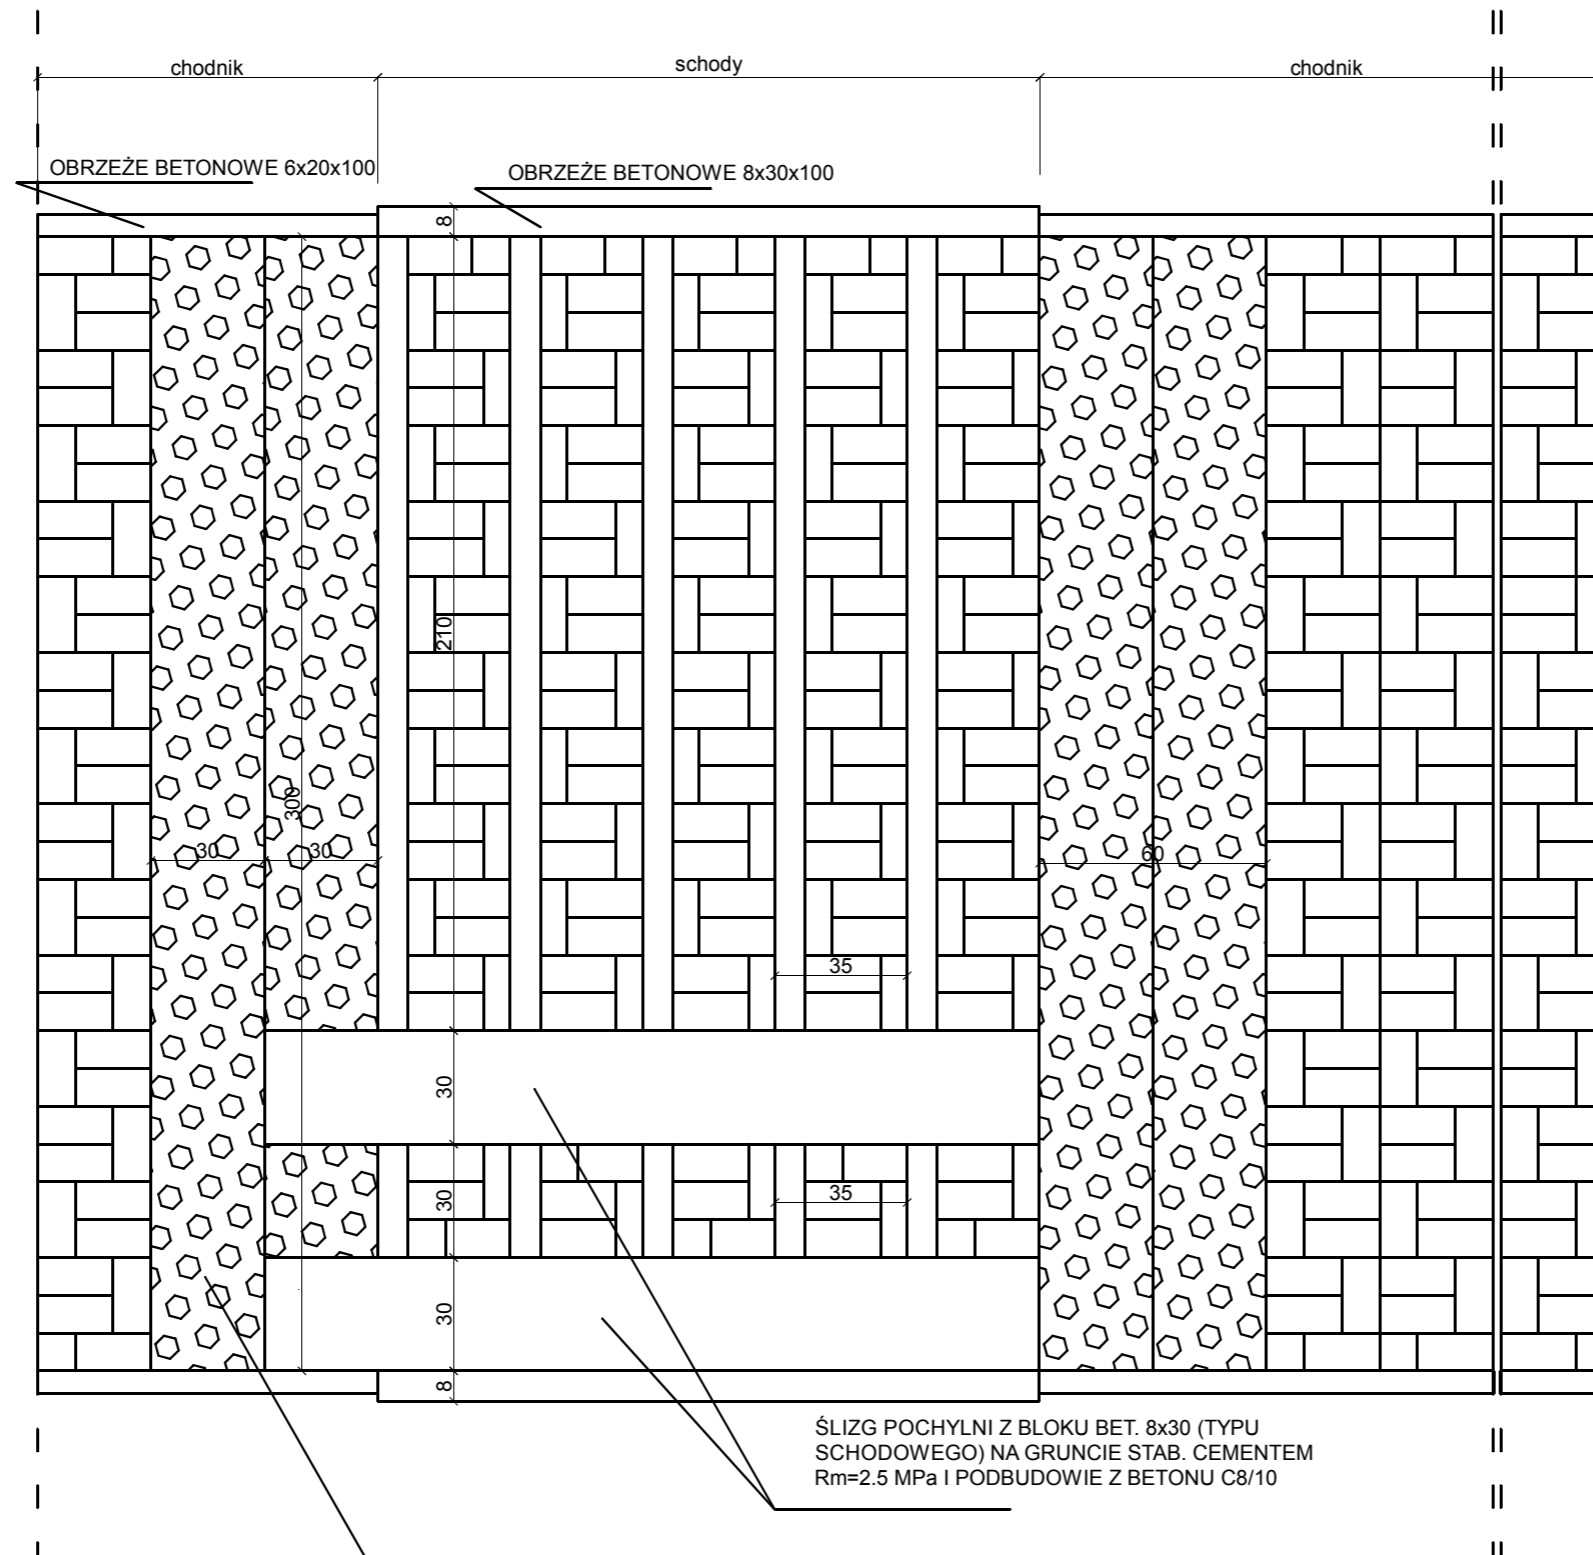 chodnik
schody
chodnik
OBRZEŻE BETONOWE 6x20x100
OBRZEŻE BETONOWE 8x30x100
8
210
300
30
30
60
35
30
30
35
30
8
ŚLIZG POCHYLNI Z BLOKU BET. 8x30 (TYPU
SCHODOWEGO) NA GRUNCIE STAB. CEMENTEM
Rm=2.5 MPa I PODBUDOWIE Z BETONU C8/10